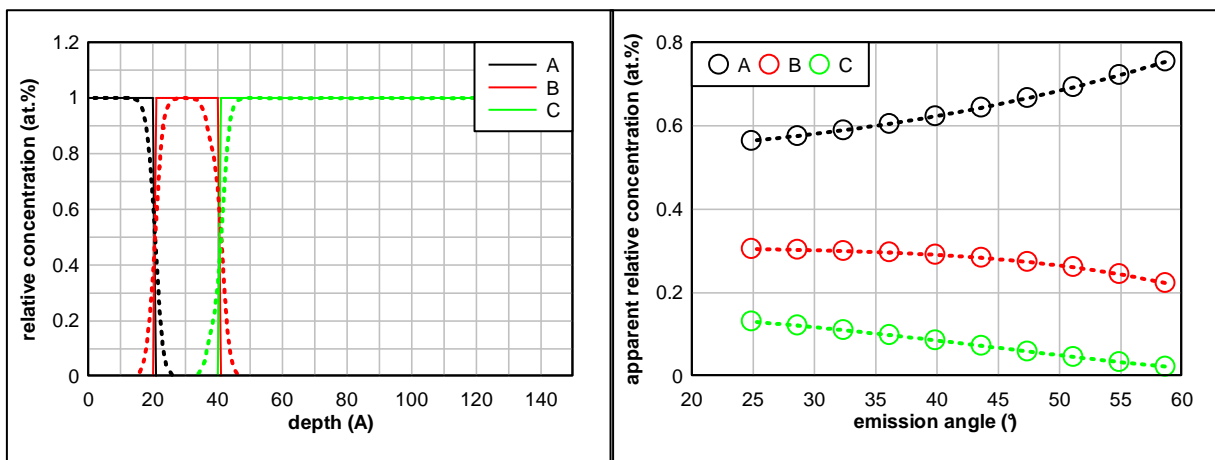 relative concentration (at.%)
1.2
1
0.8
0.6
0.4
0.2
0
A
B
C
0 20 40 60 80 100 120 140
depth (A)
apparent relative concentration (at.%)
0.8
0.6
0.4
0.2
0
A B C
20 25 30 35 40 45 50 55 60
emission angle (°)